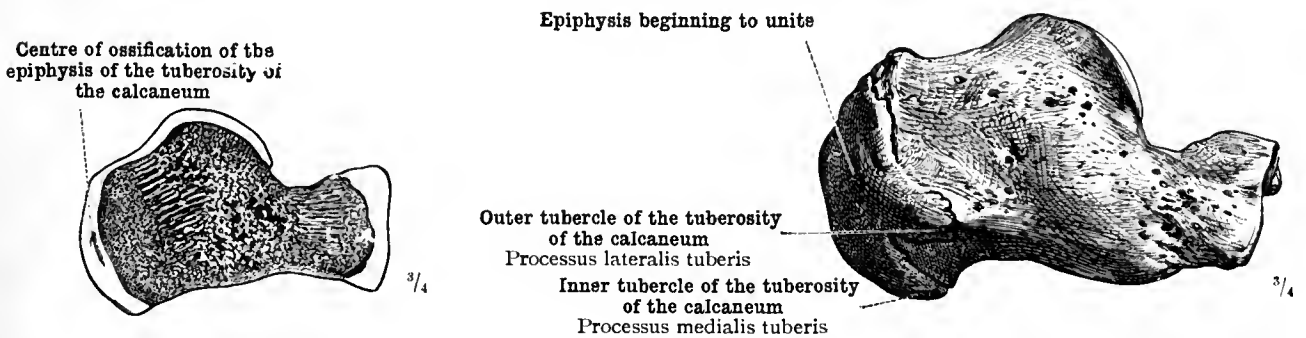 Centre of ossification of the
epiphysis of the tuberosity of
the calcaneum
3/4
Epiphysis beginning to unite
Outer tubercle of the tuberosity
of the calcaneum
Processus lateralis tuberis
Inner tubercle of the tuberosity
of the calcaneum
Processus medialis tuberis
3/4